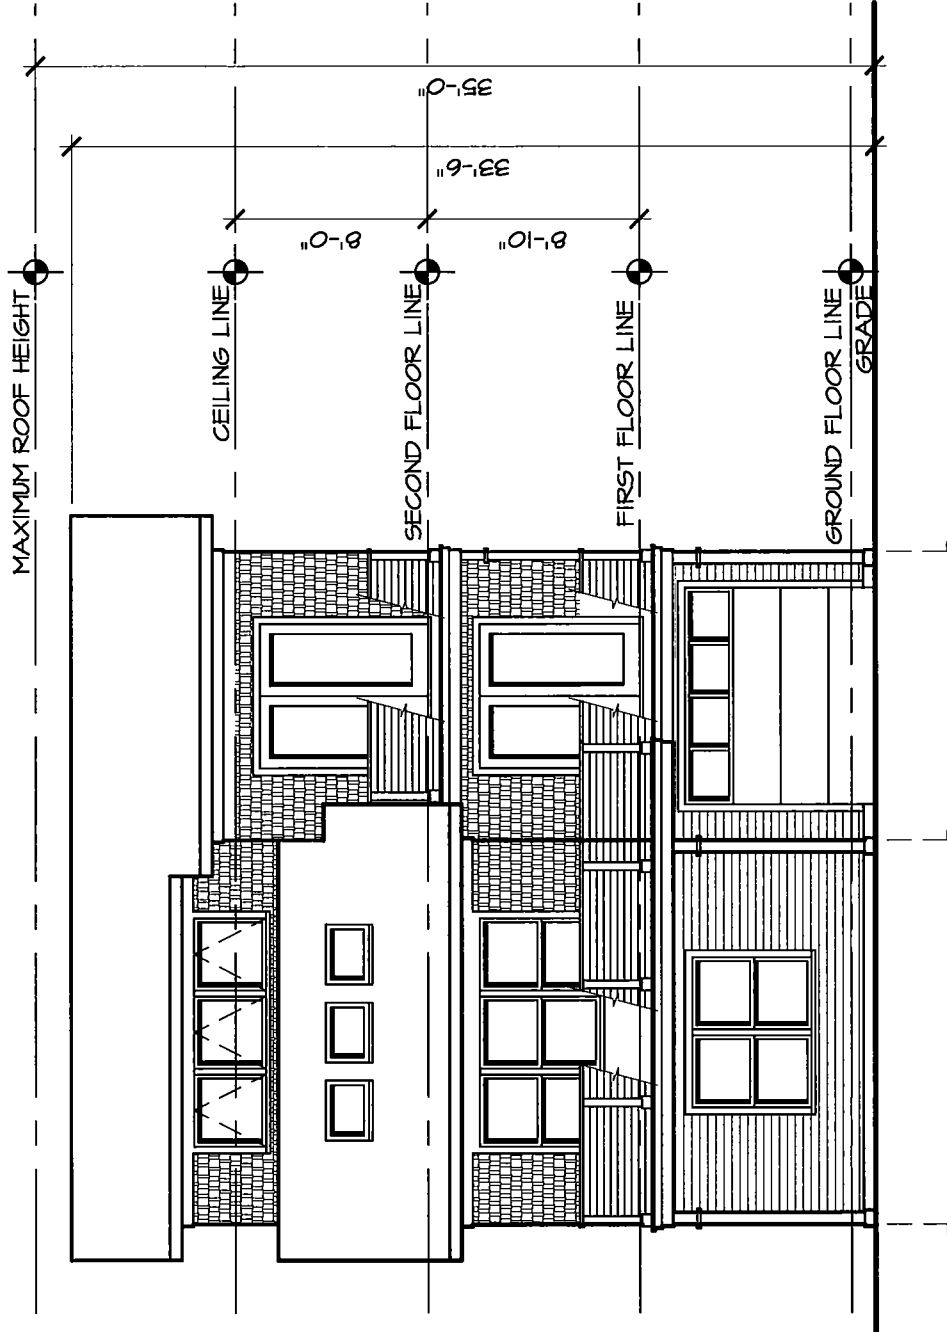 MAXIMUM ROOF HEIGHT
CEILING LINE
SECOND FLOOR LINE
FIRST FLOOR LINE
GROUND FLOOR LINE
GRADE
8'-0"
8'-10"
33'-6"
35'-0"